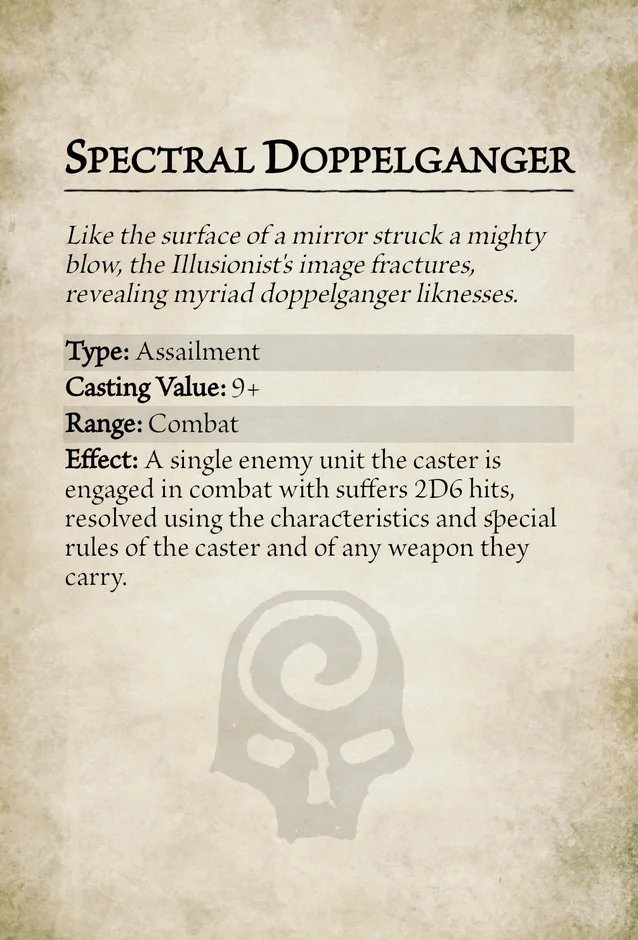 SPECTRAL DOPPELGANGER
Like the surface of a mirror struck a mighty
blow, the Illusionist's image fractures,
revealing myriad doppelganger liknesses.
Type: Assailment
Casting Value: 9+
Range: Combat
Effect: A single enemy unit the caster is
engaged in combat with suffers 2D6 hits,
resolved using the characteristics and special
rules of the caster and of any weapon they
carry.